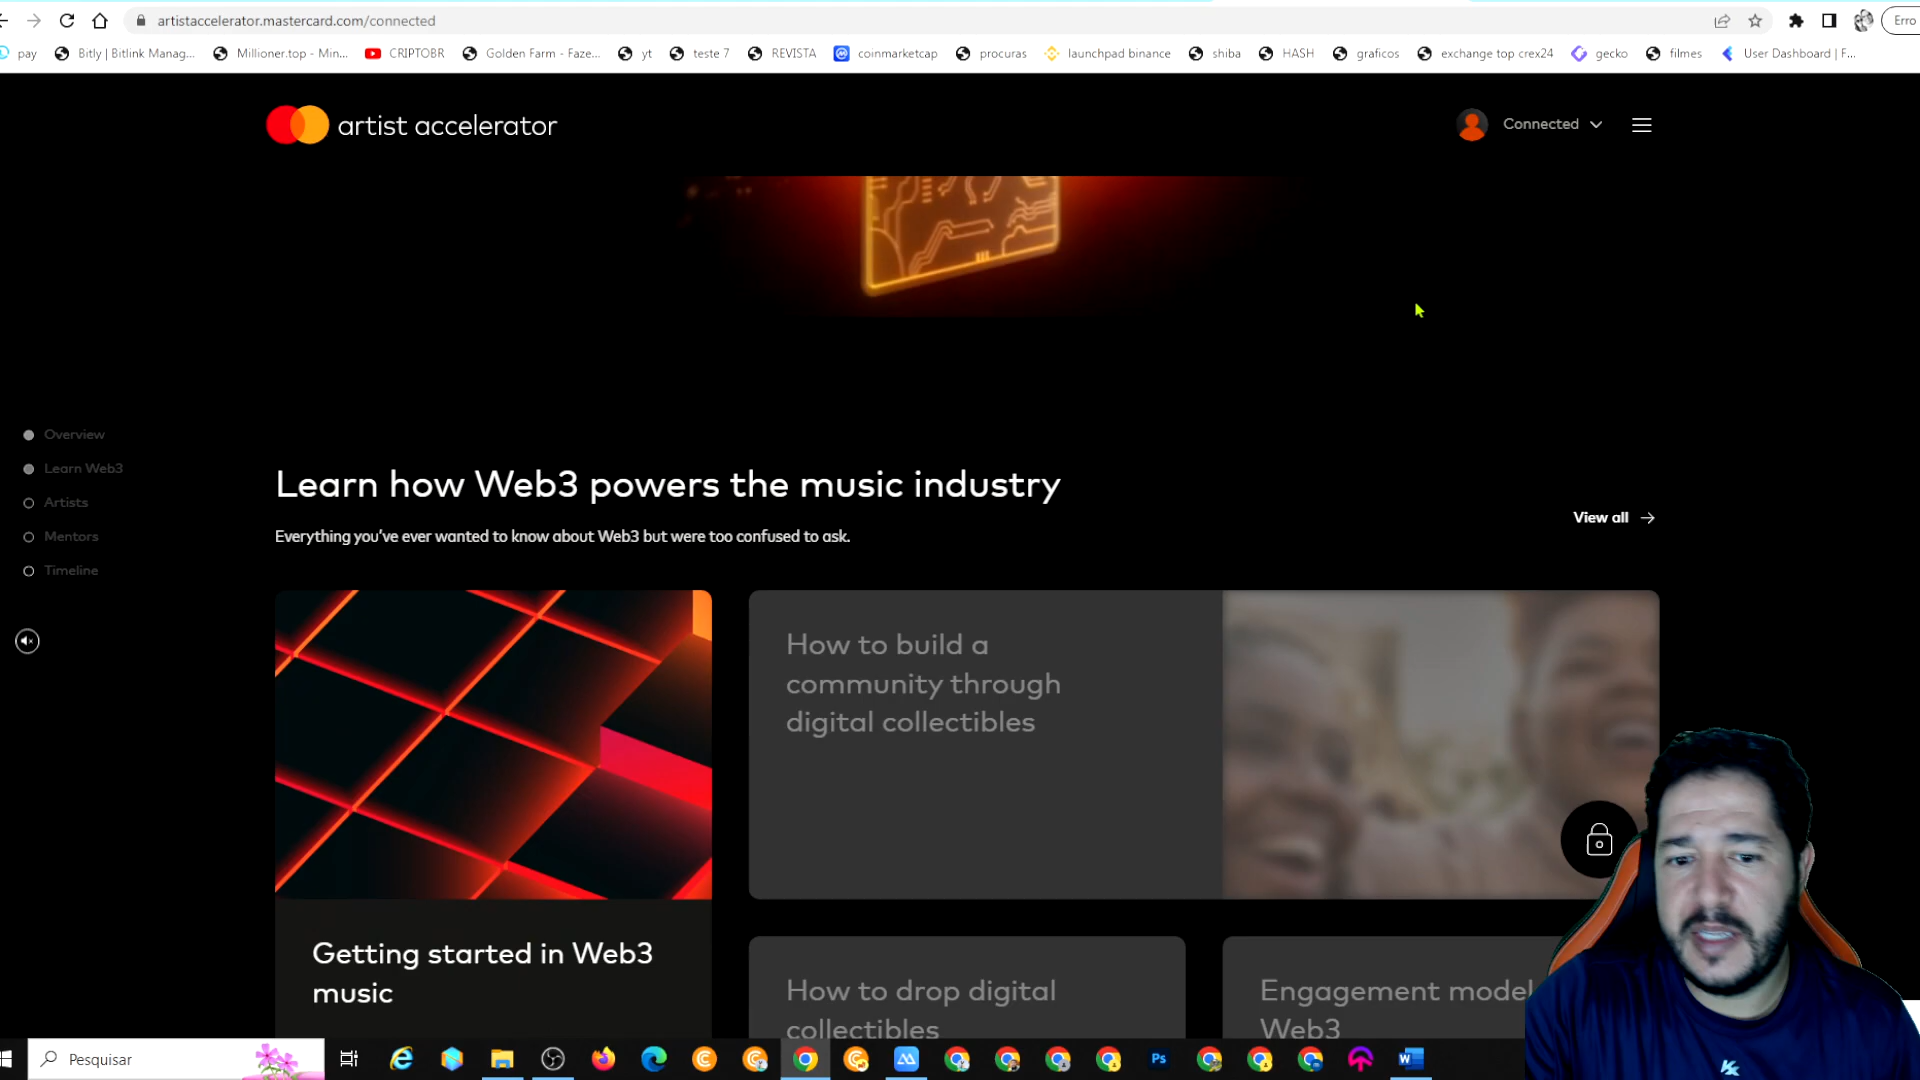 artistaccelerator.mastercard.com/connected
Erro
pay
Bitly | Bitlink Manag...
Millioner.top - Min...
CRIPTOBR
Golden Farm - Faze...
yt
teste 7
REVISTA
coinmarketcap
procuras
launchpad binance
shiba
HASH
graficos
exchange top crex24
gecko
filmes
User Dashboard | F...
artist accelerator
Connected
Overview
Learn Web3
Artists
Mentors
Timeline
Learn how Web3 powers the music industry
Everything you've ever wanted to know about Web3 but were too confused to ask.
View all
How to build a
community through
digital collectibles
Getting started in Web3
music
How to drop digital
collectibles
Engagement model
Web3
Pesquisar
Ps
W